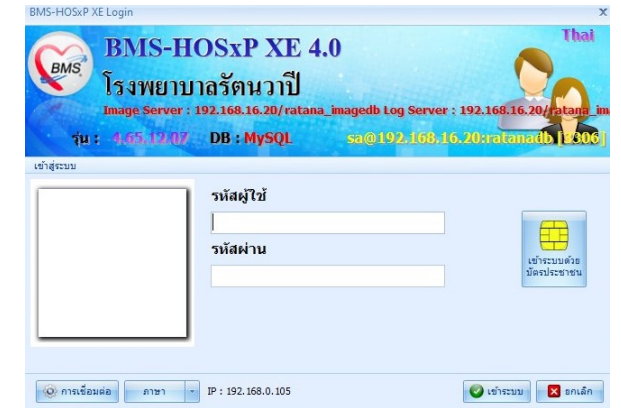 BMS-HOSxP XE Login x
Thai
BMS BMS-HOSxP XE 4.0
โรงพยาบาลรัตนวาปี
Image Server : 192.168.16.20/ratana_imagedb Log Server : 192.168.16.20/ratana_im
รุ่น : 4.65.12.07 DB : MySQL sa@192.168.16.20:ratanadb [3306]
เข้าสู่ระบบ
รหัสผู้ใช้
รหัสผ่าน
เข้าระบบด้วย
บัตรประชาชน
การเชื่อมต่อ ภาษา IP : 192.168.0.105 เข้าระบบ ยกเลิก